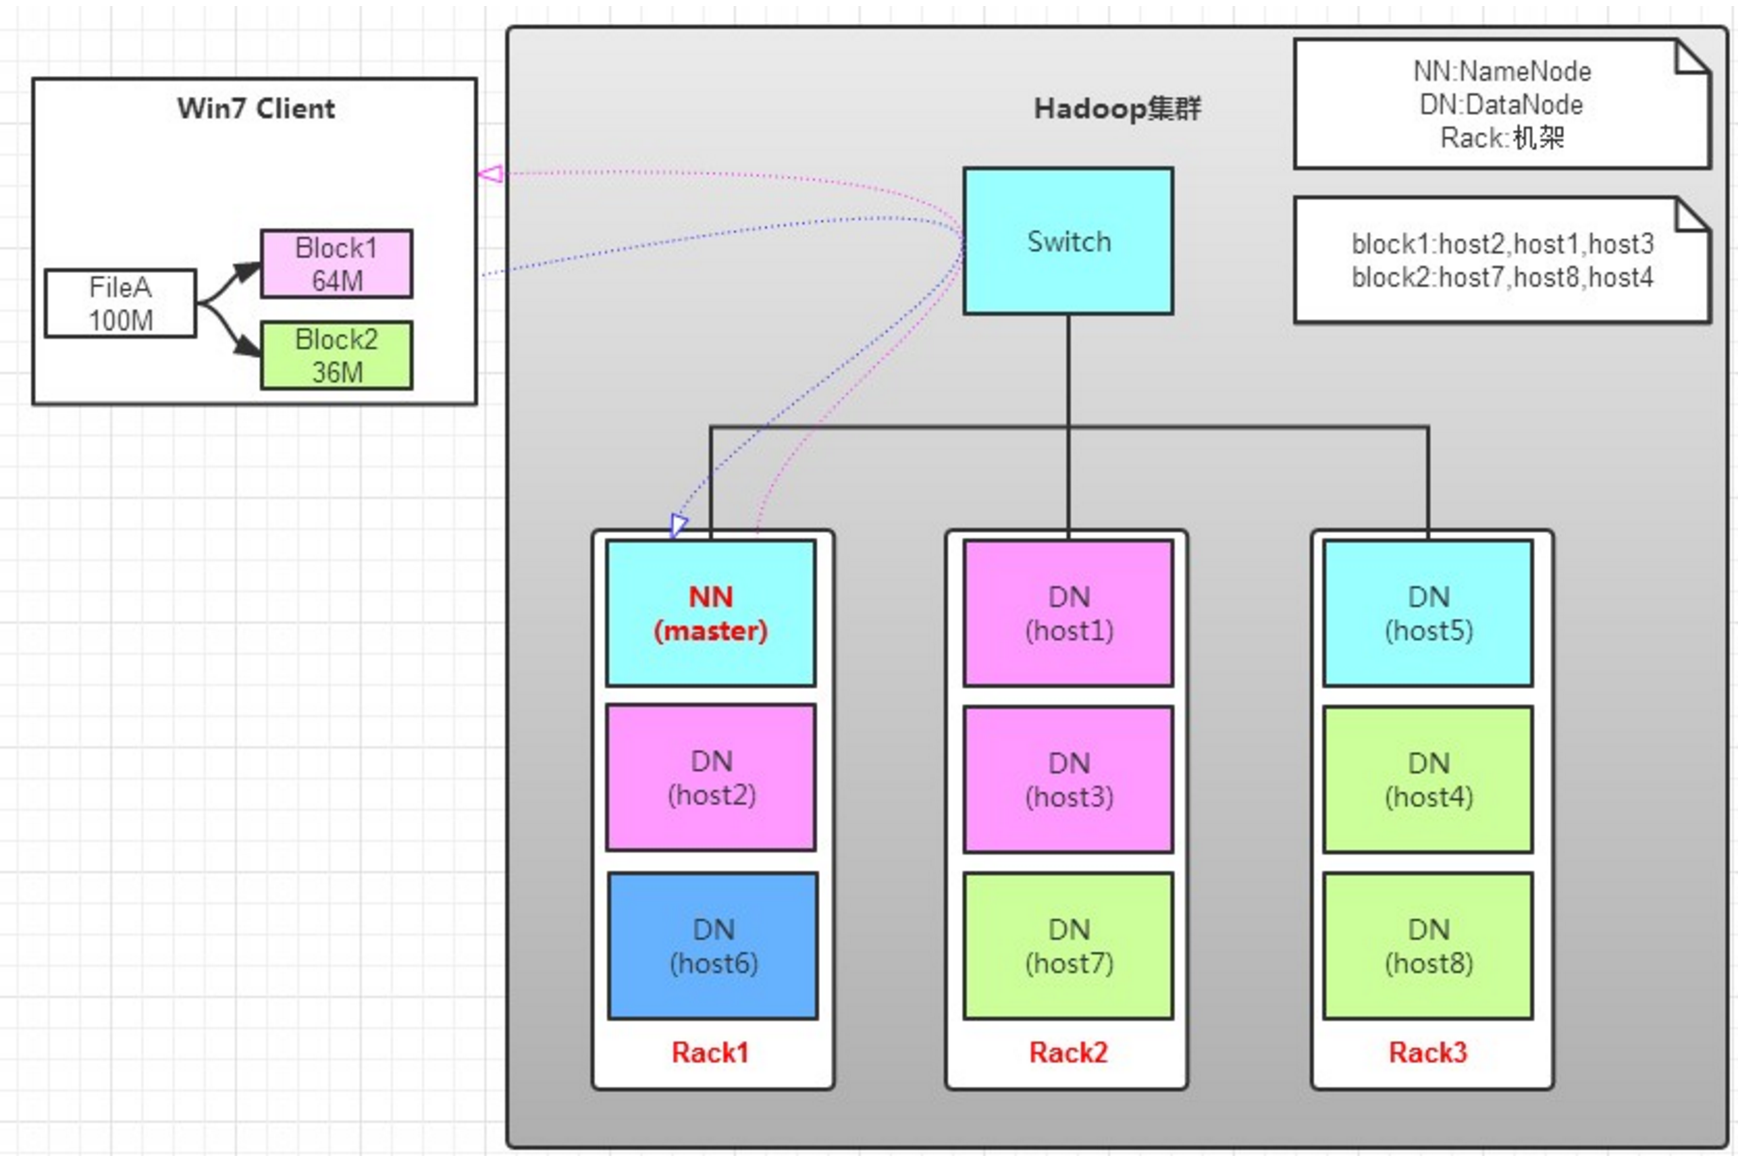 Win7 Client
FileA
100M
Block1
64M
Block2
36M
Hadoop集群
NN:NameNode
DN:DataNode
Rack:机架
block1:host2,host1,host3
block2:host7,host8,host4
Switch
NN
(master)
DN
(host2)
DN
(host6)
Rack1
DN
(host1)
DN
(host3)
DN
(host7)
Rack2
DN
(host5)
DN
(host4)
DN
(host8)
Rack3